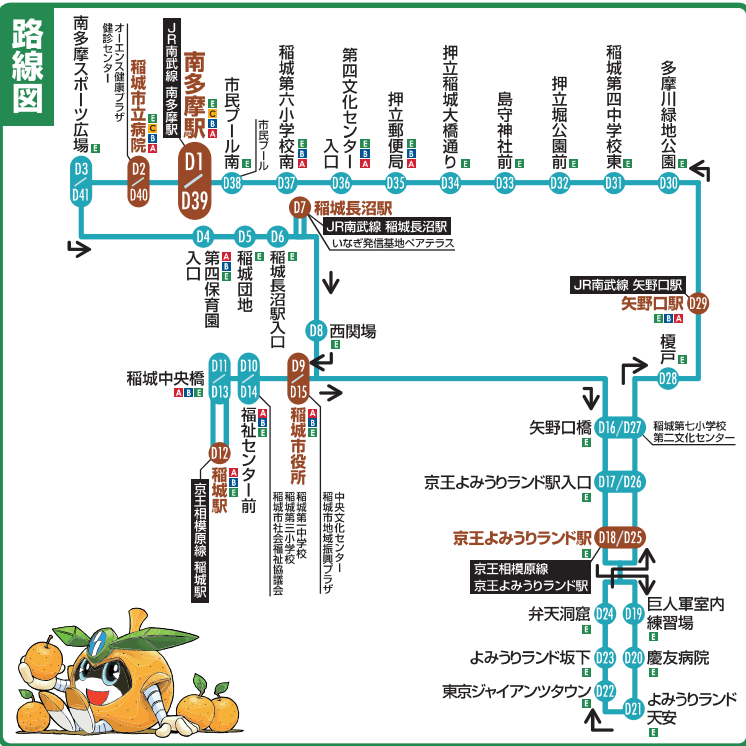 路線図
南多摩スポーツ広場
E
D3/D41
オーエンス健康プラザ
健診センター
稲城市立病院
E
C
B
A
D2/D40
JR南武線 南多摩駅
南多摩駅
E
C
B
A
D1/D39
市民プール南
E
市民プール
D38
稲城第六小学校南
E
B
A
D37
第四文化センター
入口
E
B
A
D36
押立郵便局
E
B
A
D35
押立稲城大橋通り
E
D34
島守神社前
E
D33
押立堀公園前
E
D32
稲城第四中学校東
E
D31
多摩川緑地公園
E
D30
D4
第四保育園
入口
A
B
E
D5
稲城団地
E
D6
稲城長沼駅入口
E
D7
稲城長沼駅
JR南武線 稲城長沼駅
いなぎ発信基地ペアテラス
D8
西関場
E
JR南武線 矢野口駅
矢野口駅
E B A
D29
榎戸
E
D28
稲城中央橋
A B E
D11/D13
D10/D14
福祉センター前
A
B
E
D9/D15
稲城市役所
A
B
E
D12
稲城駅
A
B
E
京王相模原線 稲城駅
稲城第一中学校
稲城第三小学校
稲城市社会福祉協議会
中央文化センター
稲城市地域振興プラザ
矢野口橋
E
D16/D27
稲城第七小学校
第二文化センター
京王よみうりランド駅入口
E
D17/D26
京王よみうりランド駅
E
D18/D25
京王相模原線
京王よみうりランド駅
弁天洞窟
E
D24
D19
巨人軍室内
練習場
E
よみうりランド坂下
E
D23
D20
慶友病院
E
東京ジャイアンツタウン
E
D22
D21
よみうりランド
天安
E